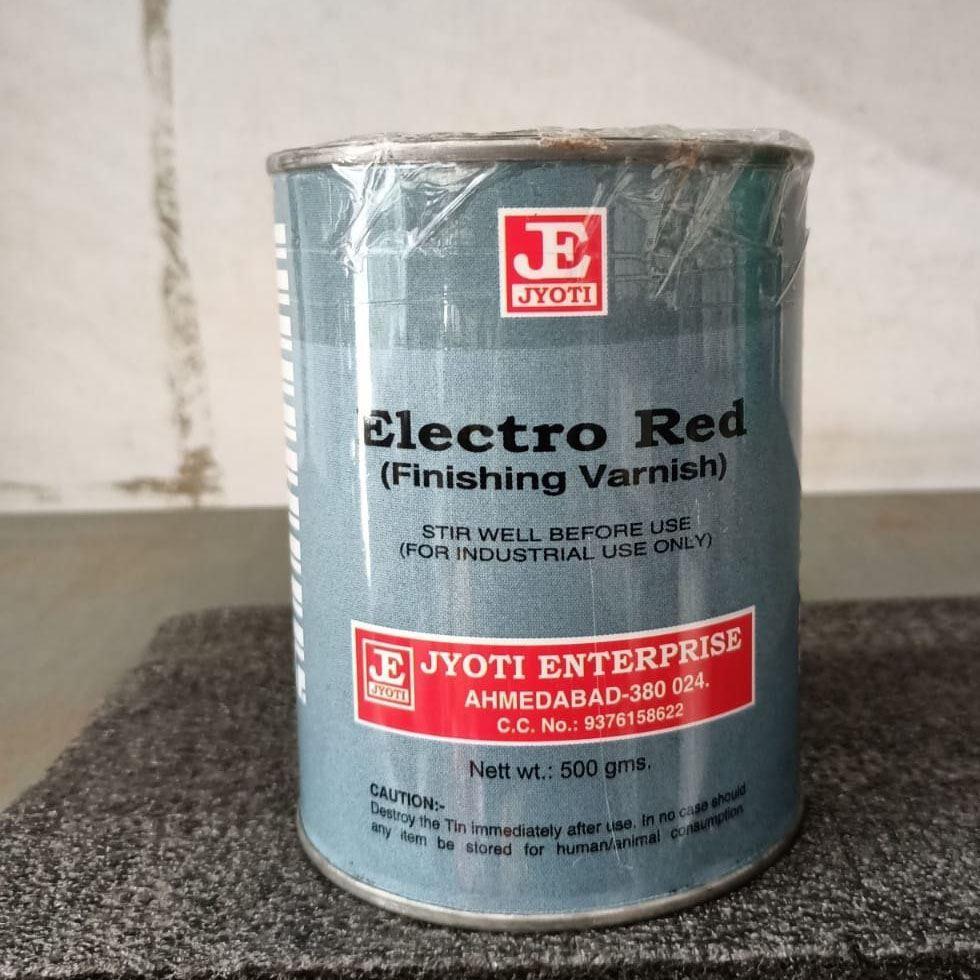 JE
JYOTI
Electro Red
(Finishing Varnish)
STIR WELL BEFORE USE
(FOR INDUSTRIAL USE ONLY)
JE
JYOTI
JYOTI ENTERPRISE
AHMEDABAD-380 024.
C.C. No.: 9376158622
Nett wt.: 500 gms.
CAUTION:-
Destroy the Tin immediately after use. In no case should
any item be stored for human/animal consumption